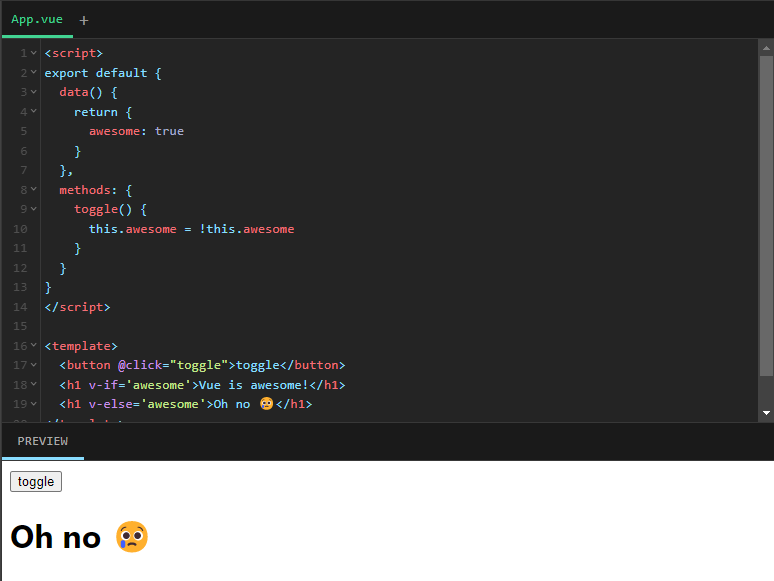 App.vue +
1 <script>
2 export default {
3 data() {
4 return {
5 awesome: true
6 }
7 },
8 methods: {
9 toggle() {
10 this.awesome = !this.awesome
11 }
12 }
13 }
14 </script>
15
16 <template>
17 <button @click="toggle">toggle</button>
18 <h1 v-if='awesome'>Vue is awesome!</h1>
19 <h1 v-else='awesome'>Oh no 😢</h1>
PREVIEW
toggle
Oh no 😢